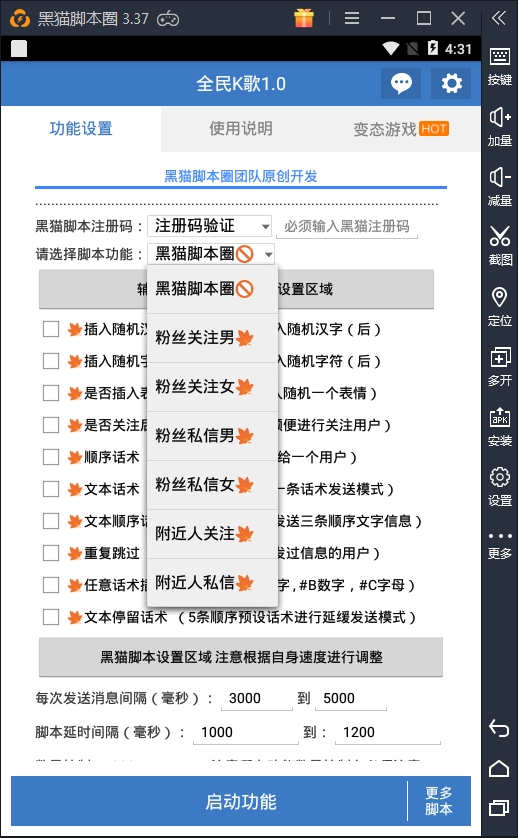 黑猫脚本圈 3.37
4:31
全民K歌1.0
功能设置
使用说明
变态游戏 HOT
黑猫脚本圈团队原创开发
黑猫脚本注册码： 注册码验证 必须输入黑猫注册码
请选择脚本功能： 黑猫脚本圈🚫
黑猫脚本圈🚫
粉丝关注男🍁
粉丝关注女🍁
粉丝私信男🍁
粉丝私信女🍁
附近人关注🍁
附近人私信🍁
设置区域
🍁插入随机汉 入随机汉字（后）
🍁插入随机字 入随机字符（后）
🍁是否插入表 入随机一个表情）
🍁是否关注后 便进行关注用户）
🍁顺序话术 给一个用户）
🍁文本话术 一条话术发送模式）
🍁文本顺序话 发送三条顺序文字信息）
🍁重复跳过 发过信息的用户）
🍁任意话术插 字，#B数字，#C字母）
🍁文本停留话术 （5条顺序预设话术进行延缓发送模式）
黑猫脚本设置区域 注意根据自身速度进行调整
每次发送消息间隔（毫秒）： 3000 到 5000
脚本延时间隔（毫秒）： 1000 到： 1200
启动功能
更多
脚本
按键
加量
减量
截图
定位
多开
APK
安装
设置
更多